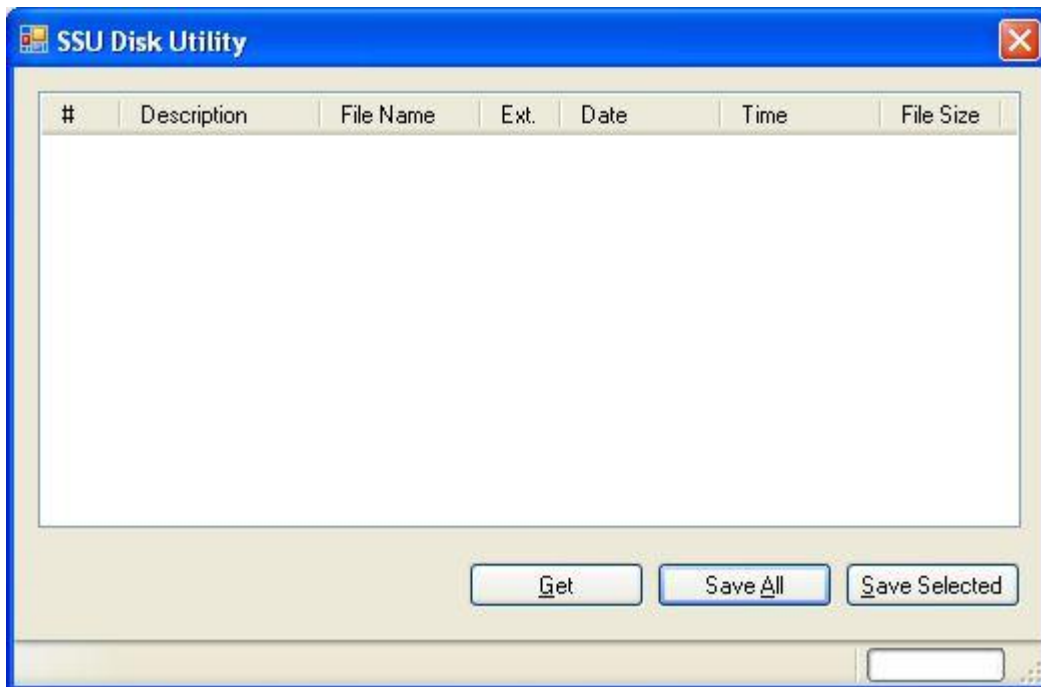 SSU Disk Utility
# Description File Name Ext. Date Time File Size
Get Save All Save Selected